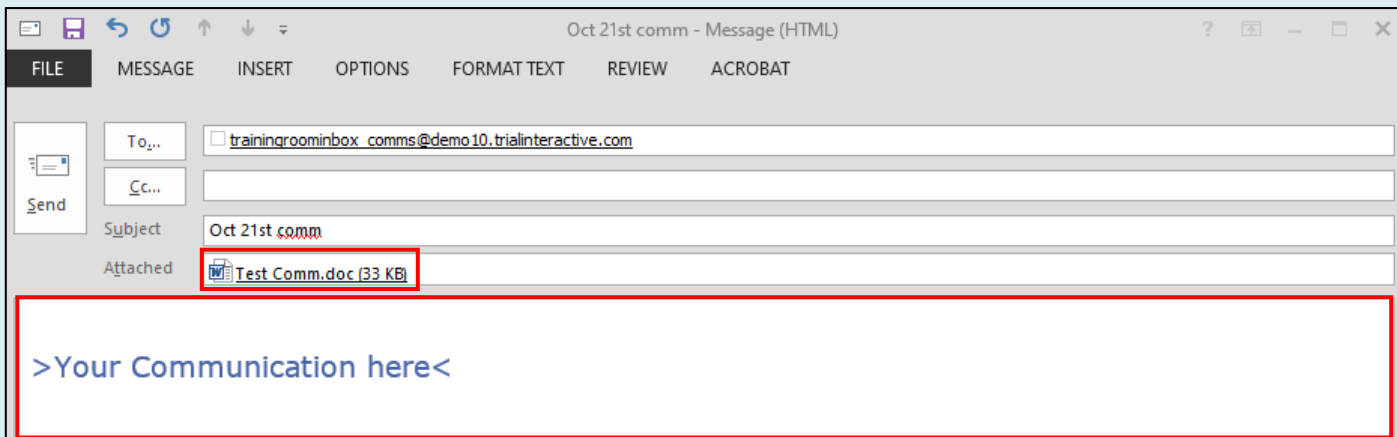 Oct 21st comm - Message (HTML)
?
FILE MESSAGE INSERT OPTIONS FORMAT TEXT REVIEW ACROBAT
To... trainingroominbox_comms@demo10.trialinteractive.com
Cc...
Send
Subject Oct 21st comm
Attached Test Comm.doc (33 KB)
>Your Communication here<